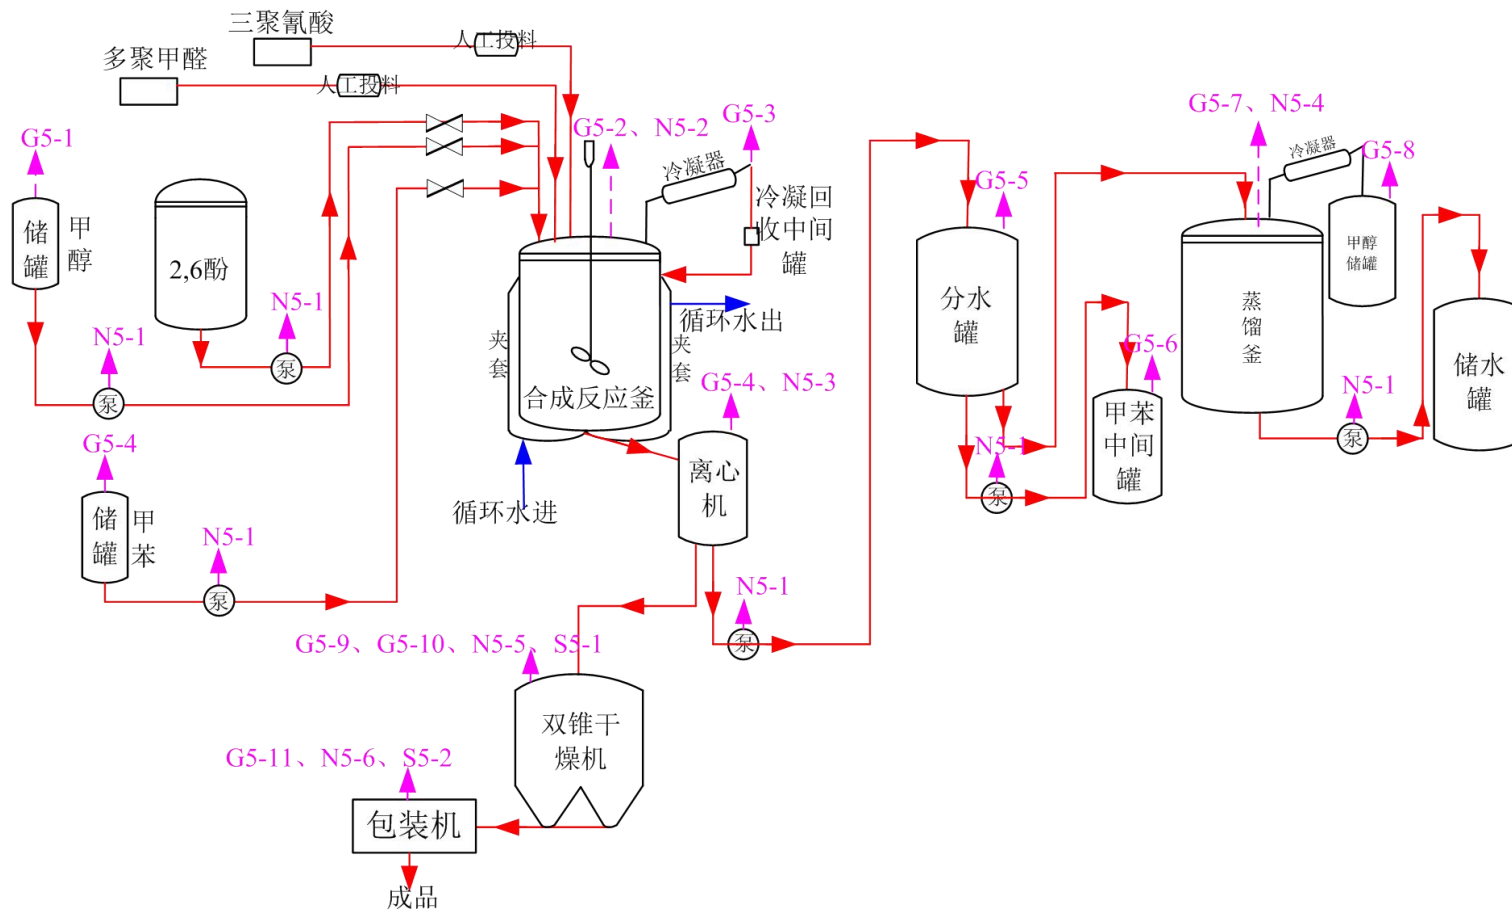 三聚氰酸
人工投料
多聚甲醛
人工投料
G5-1
储罐
甲醇
2,6酚
N5-1
泵
N5-1
泵
G5-4
储罐
甲苯
N5-1
泵
G5-2、N5-2
G5-3
冷凝器
冷凝回
收中间
罐
循环水出
夹套
夹套
合成反应釜
循环水进
G5-4、N5-3
离心
机
N5-1
泵
G5-9、G5-10、N5-5、S5-1
双锥干
燥机
G5-11、N5-6、S5-2
包装机
成品
G5-5
分水
罐
N5-1
泵
G5-6
甲苯
中间
罐
G5-7、N5-4
冷凝器
G5-8
甲醇
储罐
蒸馏釜
N5-1
泵
储水
罐